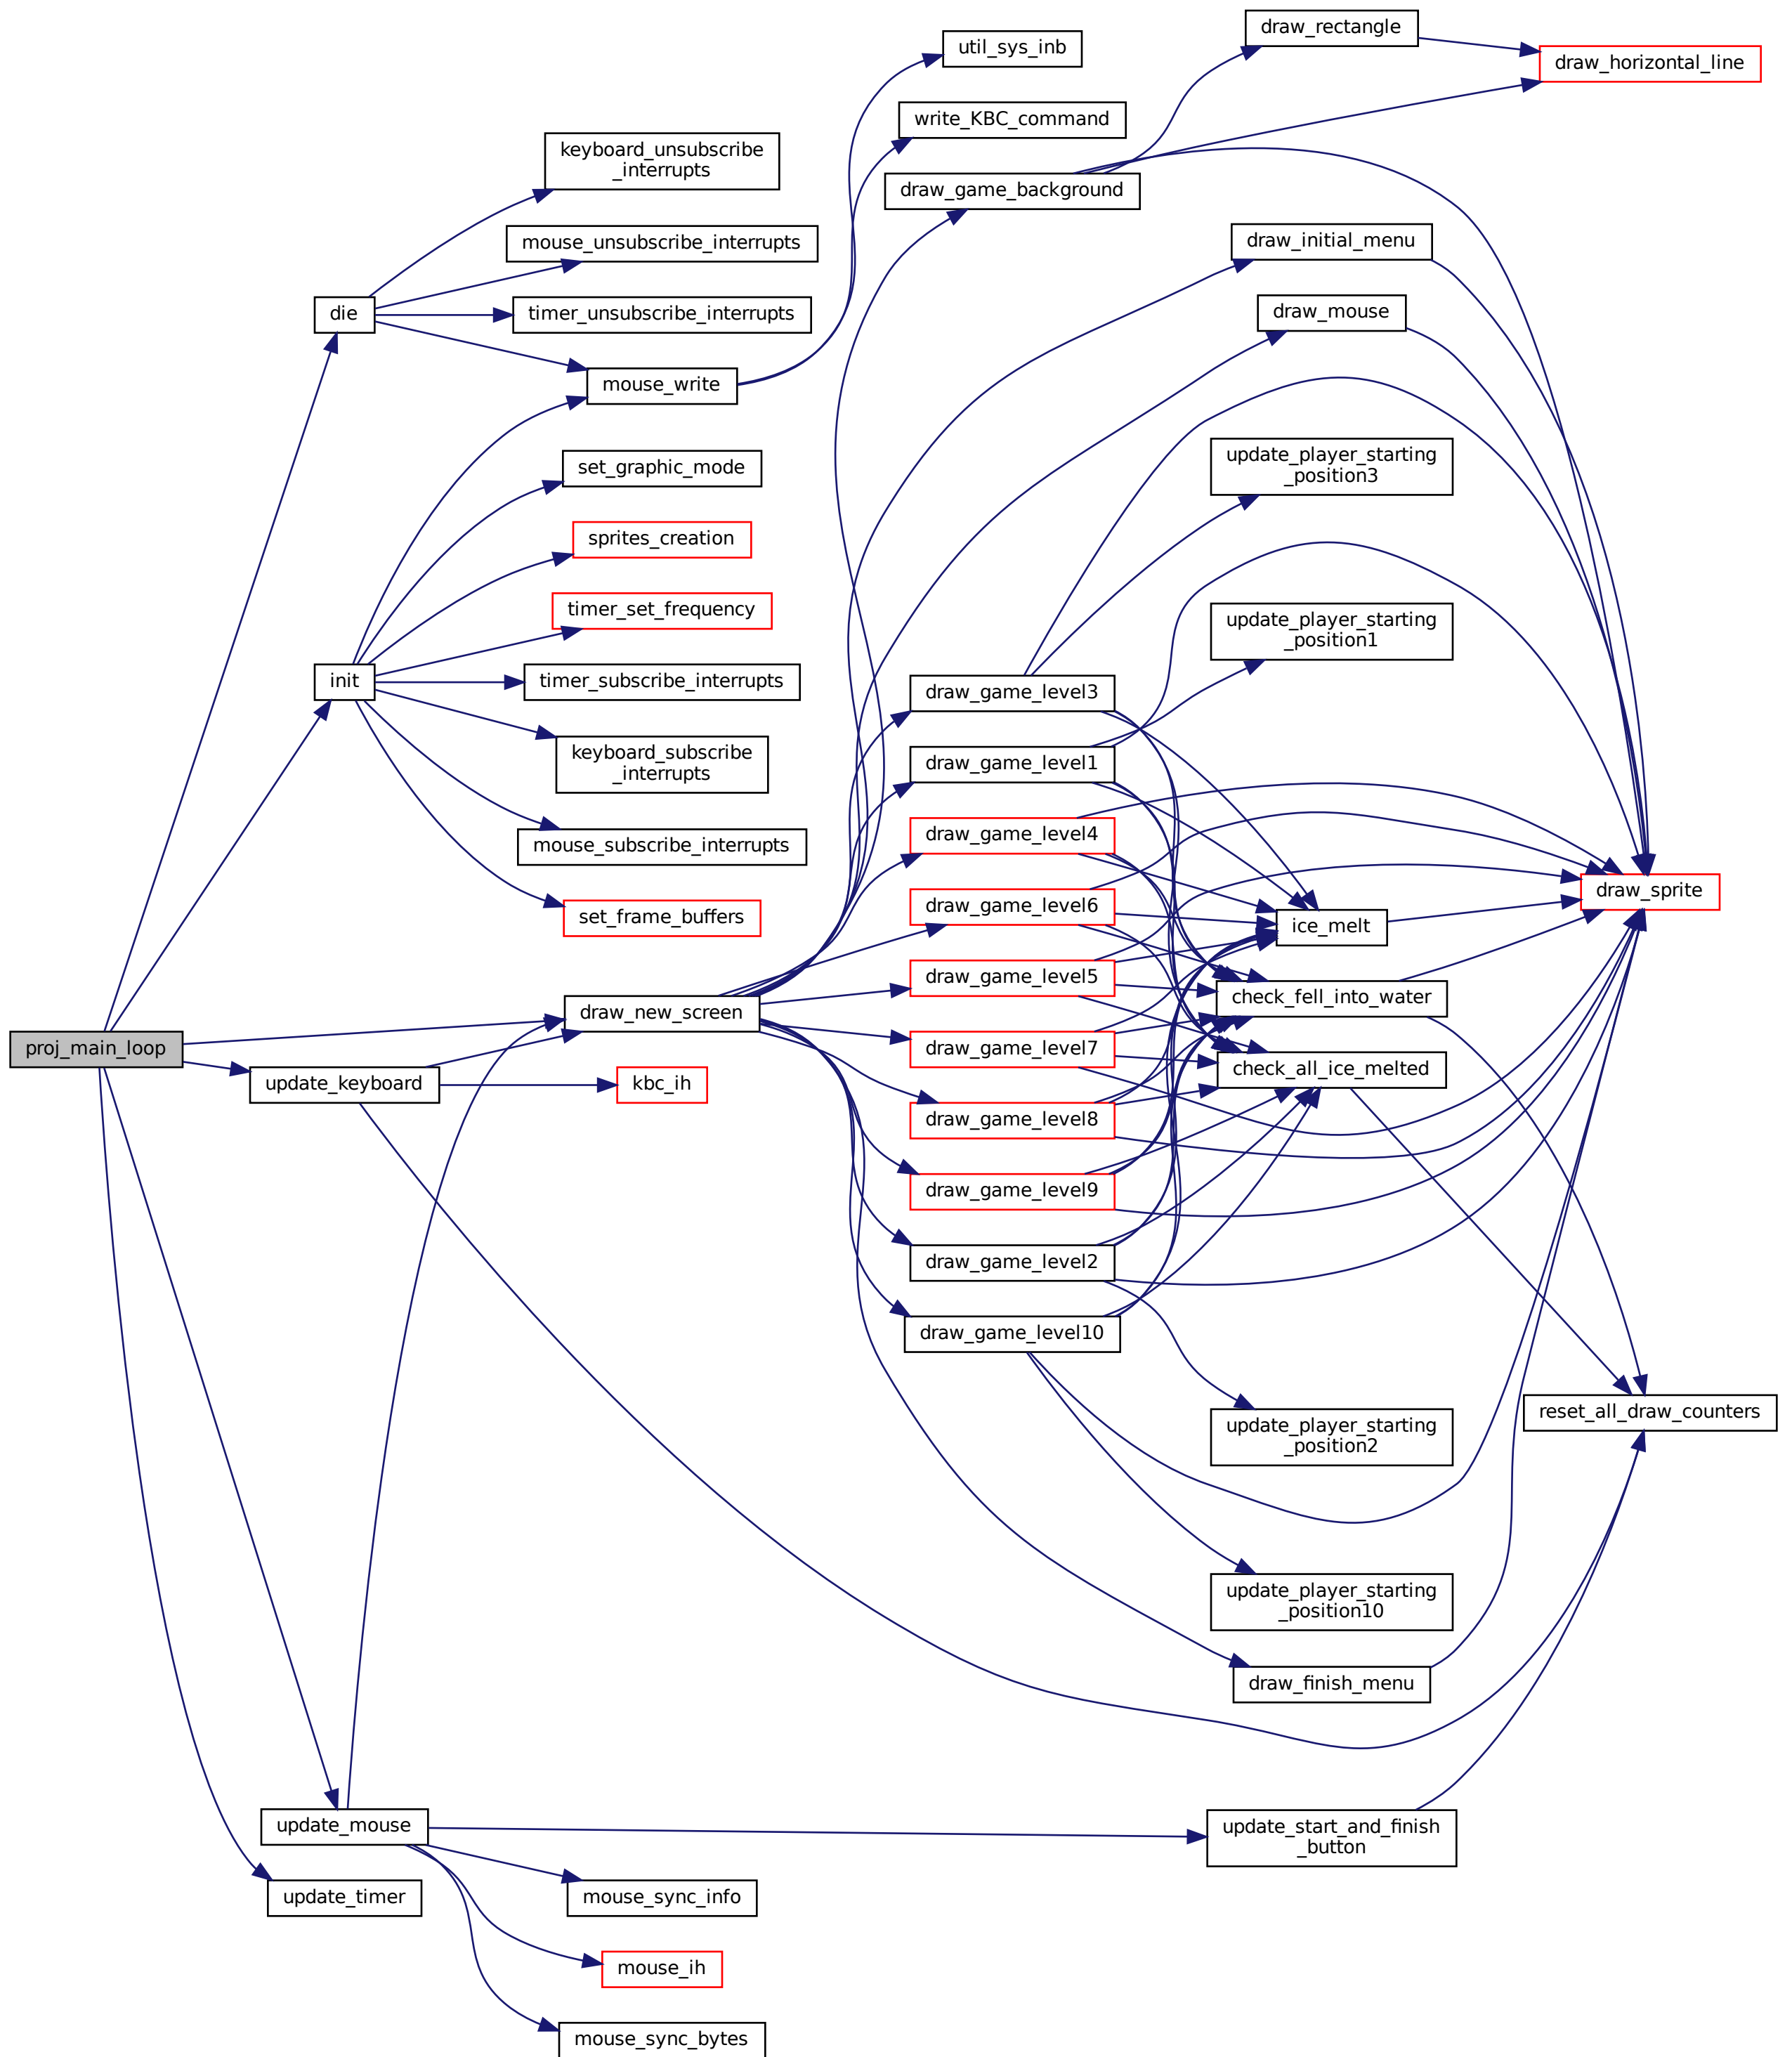 proj_main_loop
die
init
update_keyboard
update_mouse
update_timer
keyboard_unsubscribe
_interrupts
mouse_unsubscribe_interrupts
timer_unsubscribe_interrupts
mouse_write
set_graphic_mode
sprites_creation
timer_set_frequency
timer_subscribe_interrupts
keyboard_subscribe
_interrupts
mouse_subscribe_interrupts
set_frame_buffers
draw_new_screen
kbc_ih
mouse_sync_info
mouse_ih
mouse_sync_bytes
util_sys_inb
write_KBC_command
draw_game_background
draw_game_level3
draw_game_level1
draw_game_level4
draw_game_level6
draw_game_level5
draw_game_level7
draw_game_level8
draw_game_level9
draw_game_level2
draw_game_level10
draw_rectangle
draw_initial_menu
draw_mouse
update_player_starting
_position3
update_player_starting
_position1
ice_melt
check_fell_into_water
check_all_ice_melted
update_player_starting
_position2
update_player_starting
_position10
draw_finish_menu
update_start_and_finish
_button
draw_horizontal_line
draw_sprite
reset_all_draw_counters